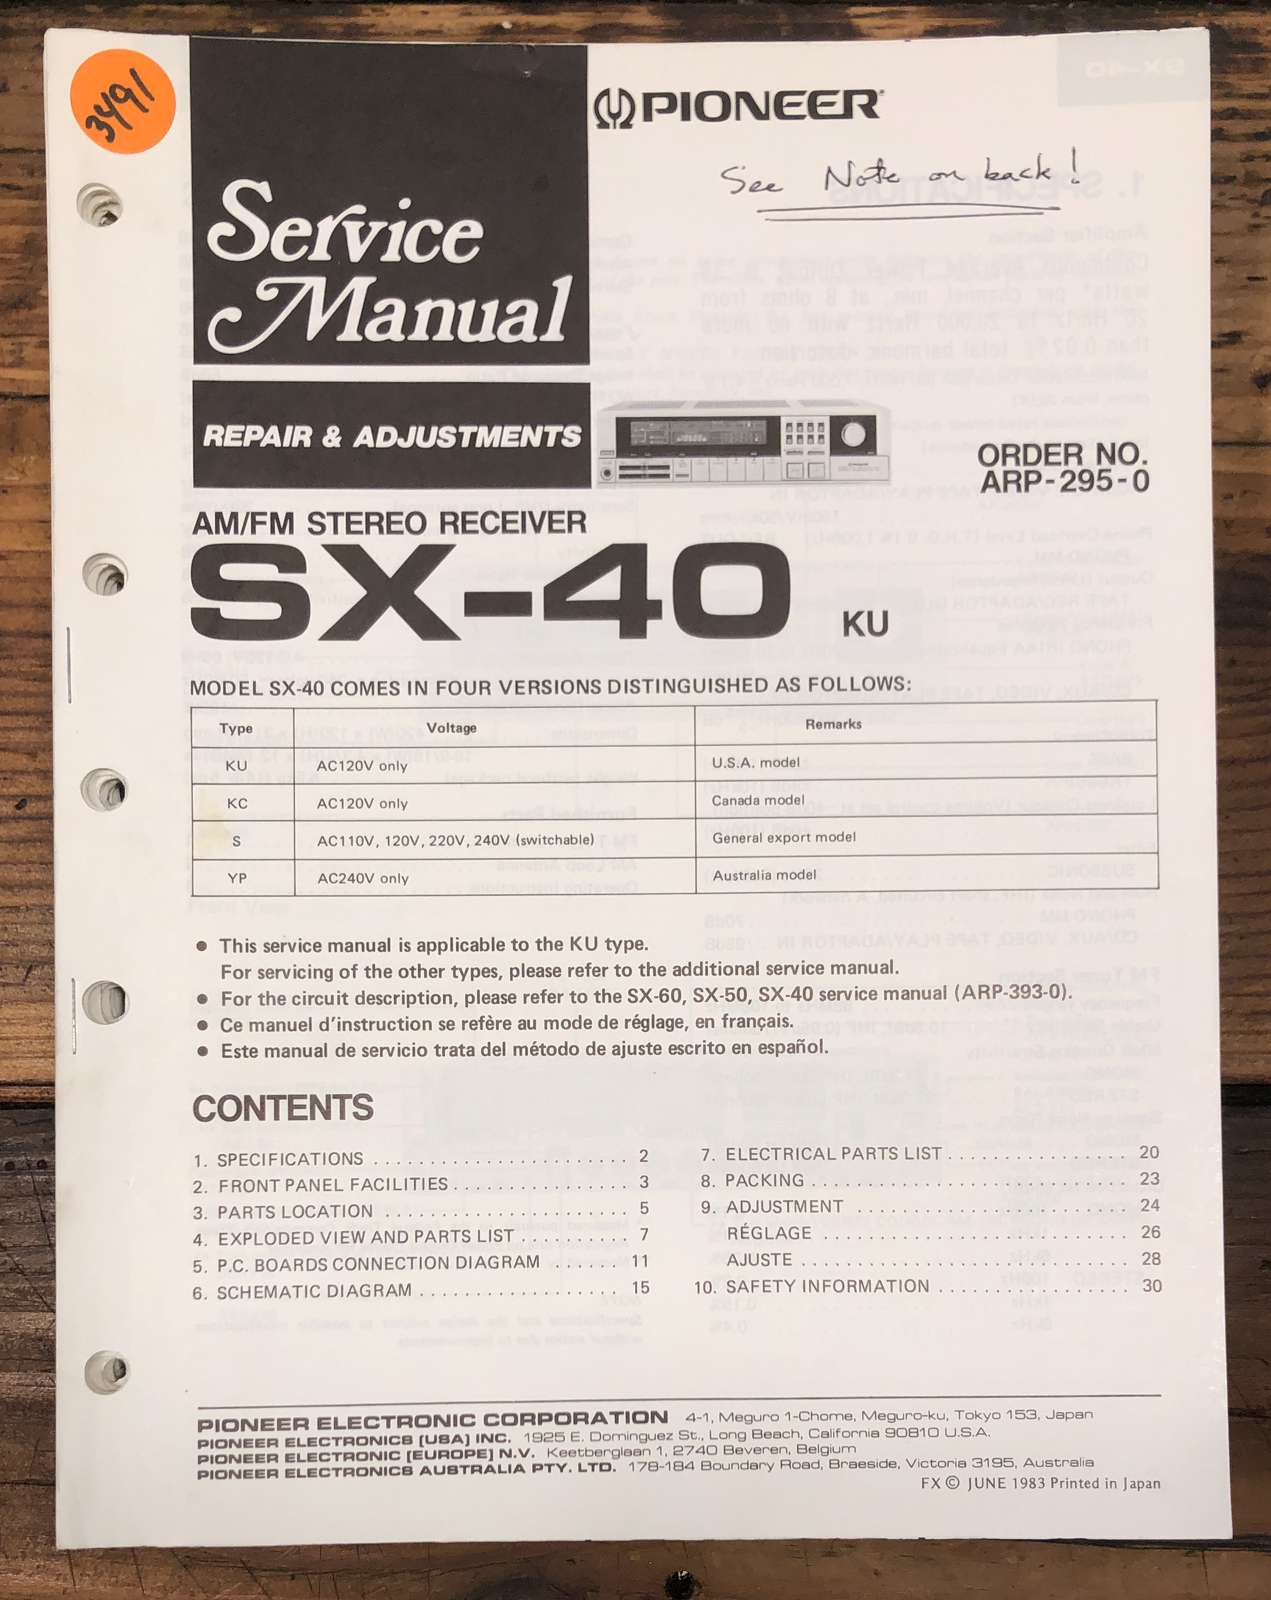 3491
PIONEER
See Note on back!
Service
Manual
REPAIR & ADJUSTMENTS
ORDER NO.
ARP-295-0
AM/FM STEREO RECEIVER
SX-40 KU
MODEL SX-40 COMES IN FOUR VERSIONS DISTINGUISHED AS FOLLOWS:
Type Voltage Remarks
KU AC120V only U.S.A. model
KC AC120V only Canada model
S AC110V, 120V, 220V, 240V (switchable) General export model
YP AC240V only Australia model
● This service manual is applicable to the KU type.
For servicing of the other types, please refer to the additional service manual.
● For the circuit description, please refer to the SX-60, SX-50, SX-40 service manual (ARP-393-0).
● Ce manuel d'instruction se refère au mode de réglage, en français.
● Este manual de servicio trata del método de ajuste escrito en español.
CONTENTS
1. SPECIFICATIONS ..................... 2
2. FRONT PANEL FACILITIES ................ 3
3. PARTS LOCATION ..................... 5
4. EXPLODED VIEW AND PARTS LIST .......... 7
5. P.C. BOARDS CONNECTION DIAGRAM ....... 11
6. SCHEMATIC DIAGRAM .................. 15
7. ELECTRICAL PARTS LIST ................ 20
8. PACKING ........................... 23
9. ADJUSTMENT ....................... 24
RÉGLAGE .......................... 26
AJUSTE ............................ 28
10. SAFETY INFORMATION ................ 30
PIONEER ELECTRONIC CORPORATION 4-1, Meguro 1-Chome, Meguro-ku, Tokyo 153, Japan
PIONEER ELECTRONICS [USA] INC. 1925 E. Dominguez St., Long Beach, California 90810 U.S.A.
PIONEER ELECTRONIC [EUROPE] N.V. Keetberglaan 1, 2740 Beveren, Belgium
PIONEER ELECTRONICS AUSTRALIA PTY. LTD. 178-184 Boundary Road, Braeside, Victoria 3195, Australia
FX © JUNE 1983 Printed in Japan